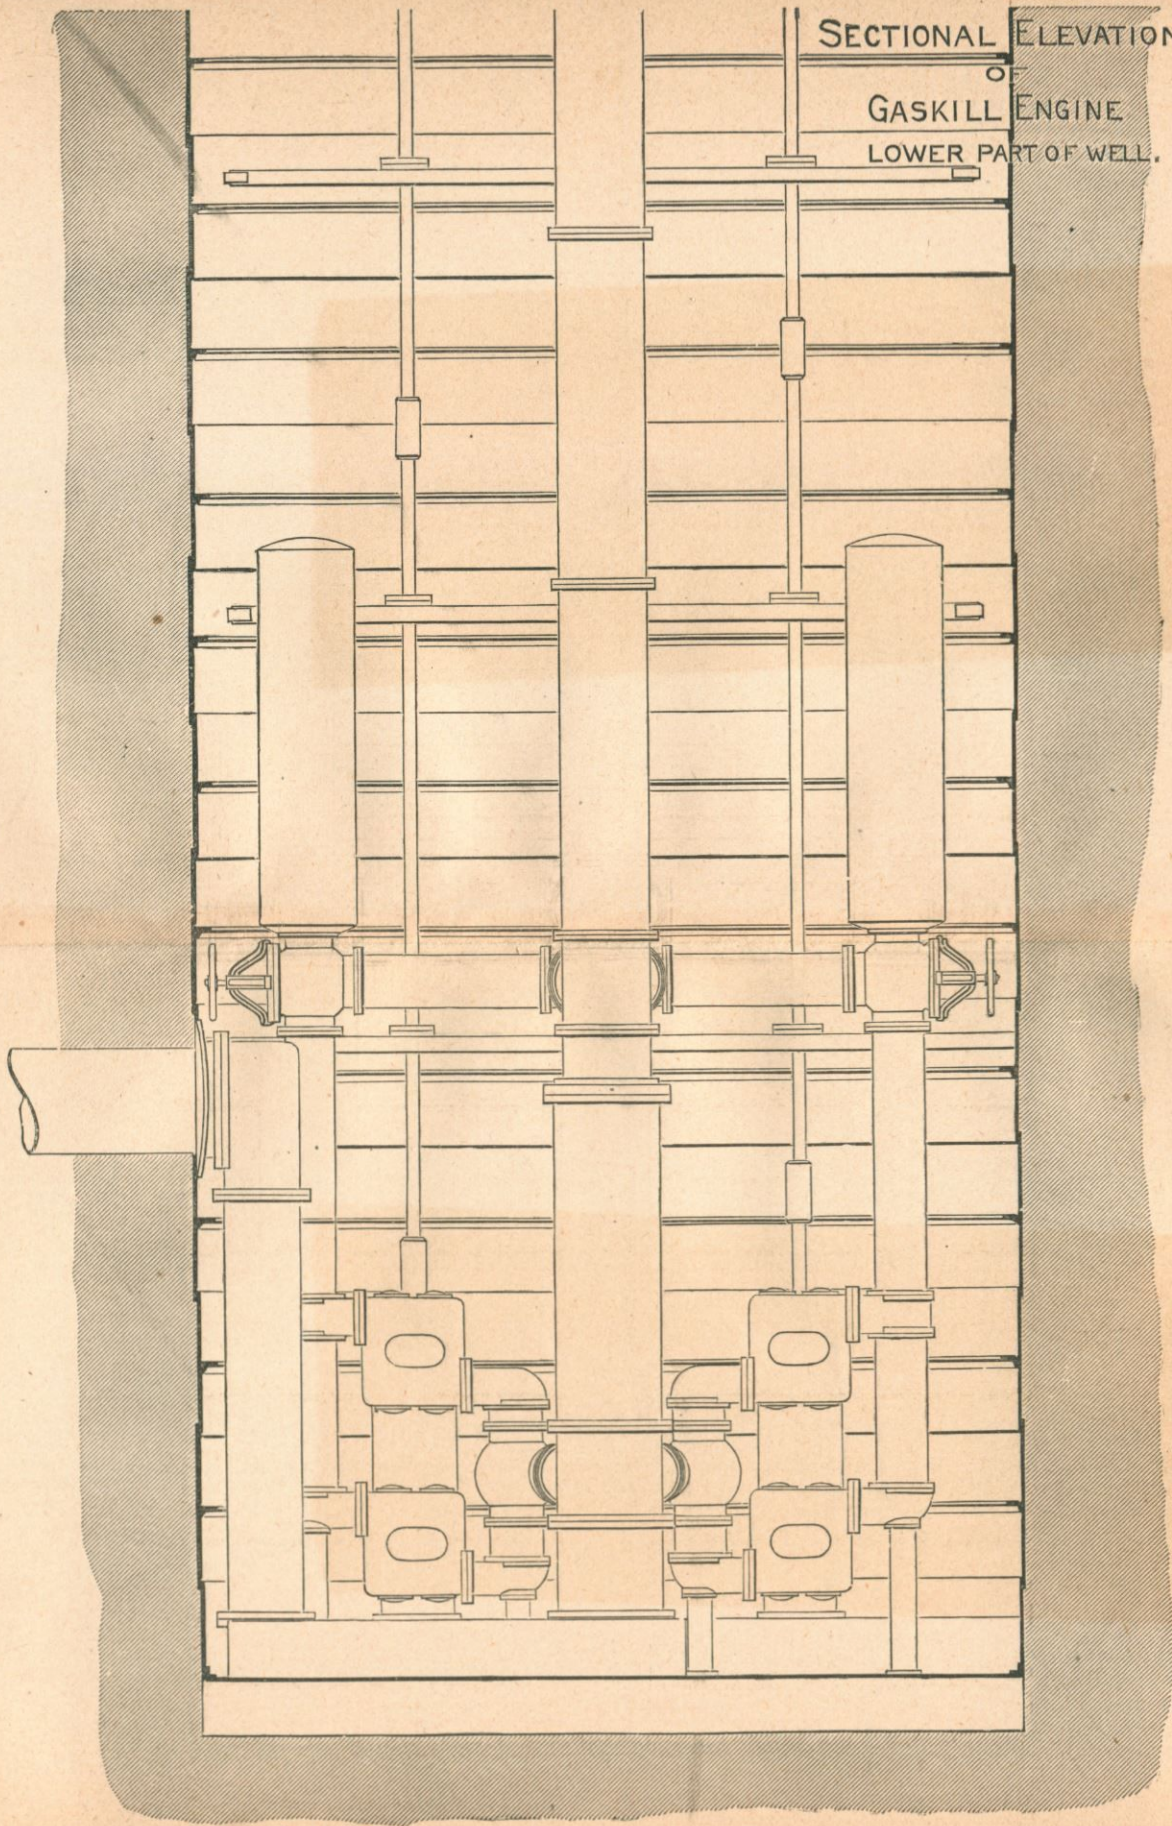 SECTIONAL ELEVATION
OF
GASKILL ENGINE
LOWER PART OF WELL.